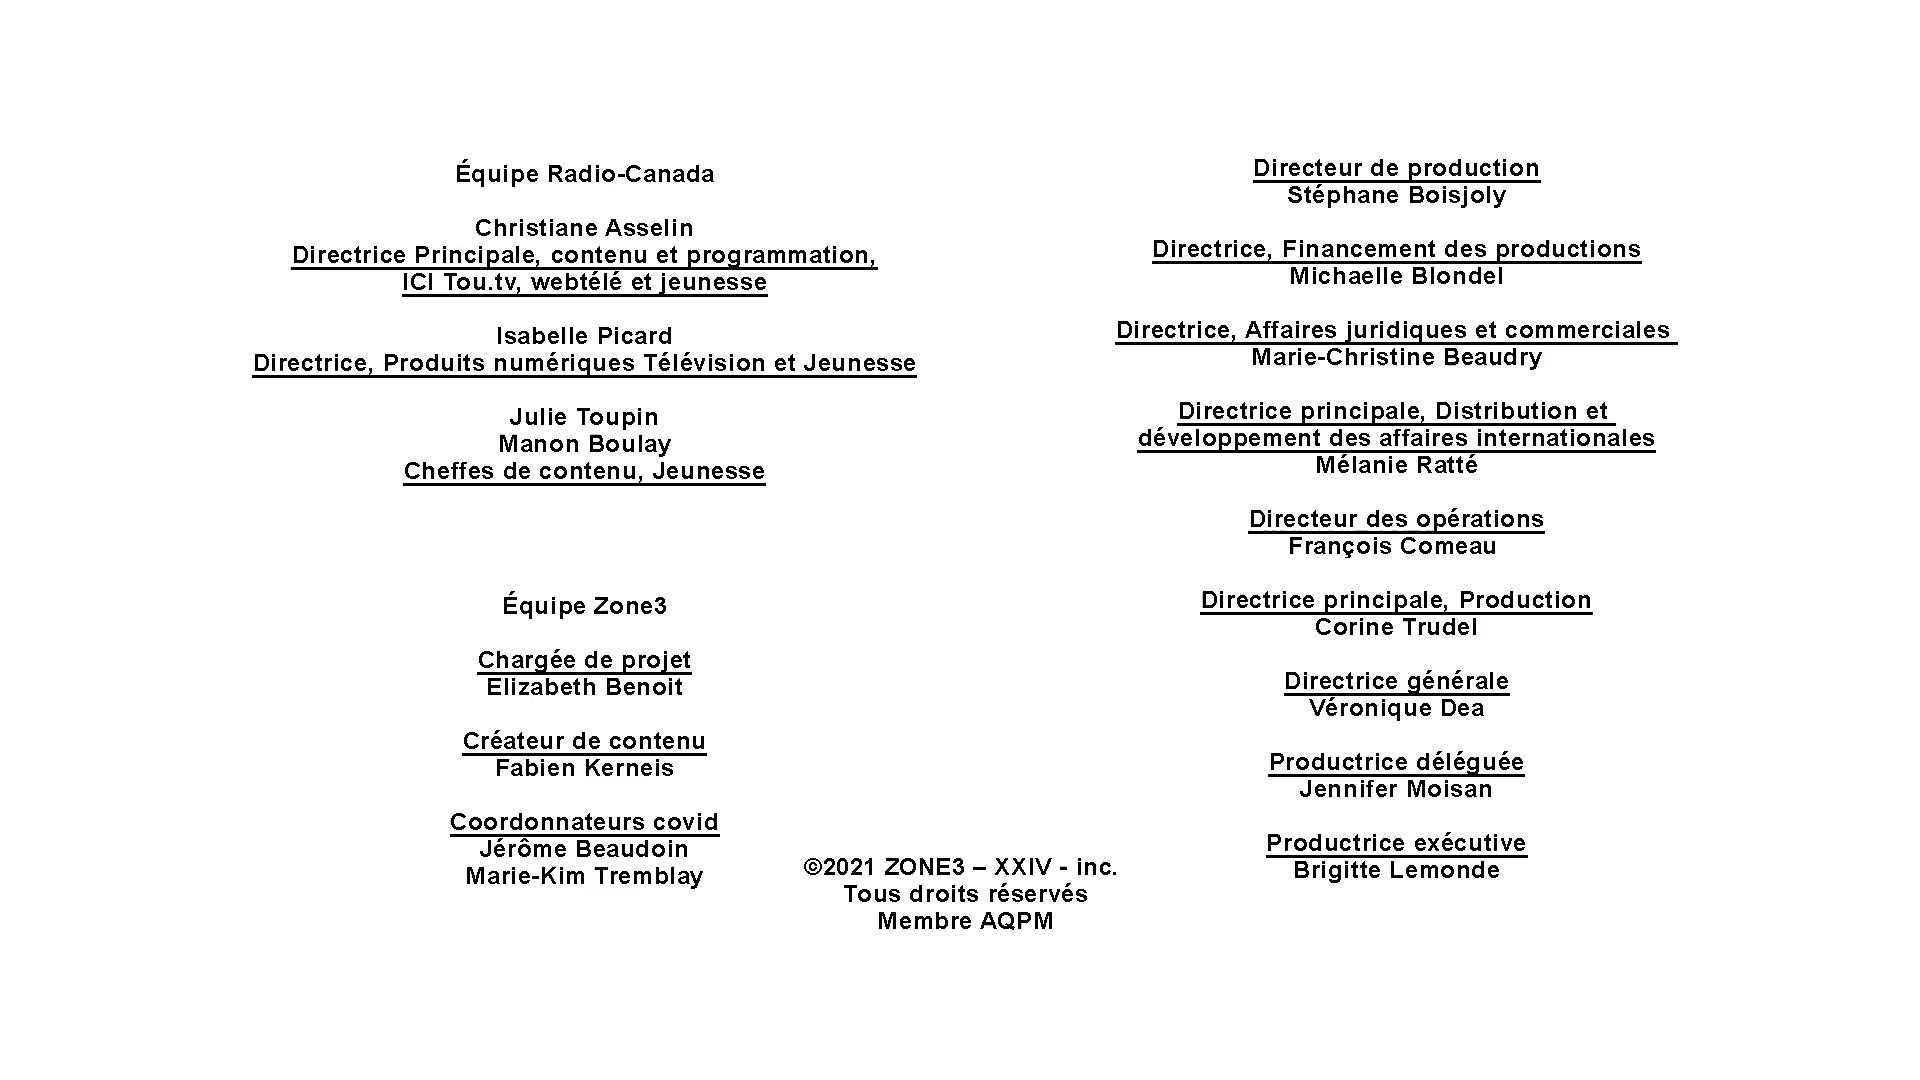 Équipe Radio-Canada
Christiane Asselin
Directrice Principale, contenu et programmation,
ICI Tou.tv, webtélé et jeunesse
Isabelle Picard
Directrice, Produits numériques Télévision et Jeunesse
Julie Toupin
Manon Boulay
Cheffes de contenu, Jeunesse
Équipe Zone3
Chargée de projet
Elizabeth Benoit
Créateur de contenu
Fabien Kerneis
Coordonnateurs covid
Jérôme Beaudoin
Marie-Kim Tremblay
Directeur de production
Stéphane Boisjoly
Directrice, Financement des productions
Michaelle Blondel
Directrice, Affaires juridiques et commerciales
Marie-Christine Beaudry
Directrice principale, Distribution et
développement des affaires internationales
Mélanie Ratté
Directeur des opérations
François Comeau
Directrice principale, Production
Corine Trudel
Directrice générale
Véronique Dea
Productrice déléguée
Jennifer Moisan
Productrice exécutive
Brigitte Lemonde
©2021 ZONE3 – XXIV - inc.
Tous droits réservés
Membre AQPM